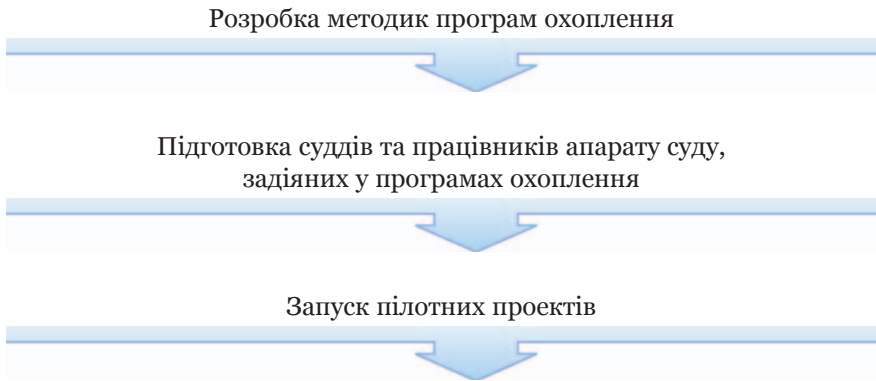 Розробка методик програм охоплення
Підготовка суддів та працівників апарату суду,
задіяних у програмах охоплення
Запуск пілотних проектів